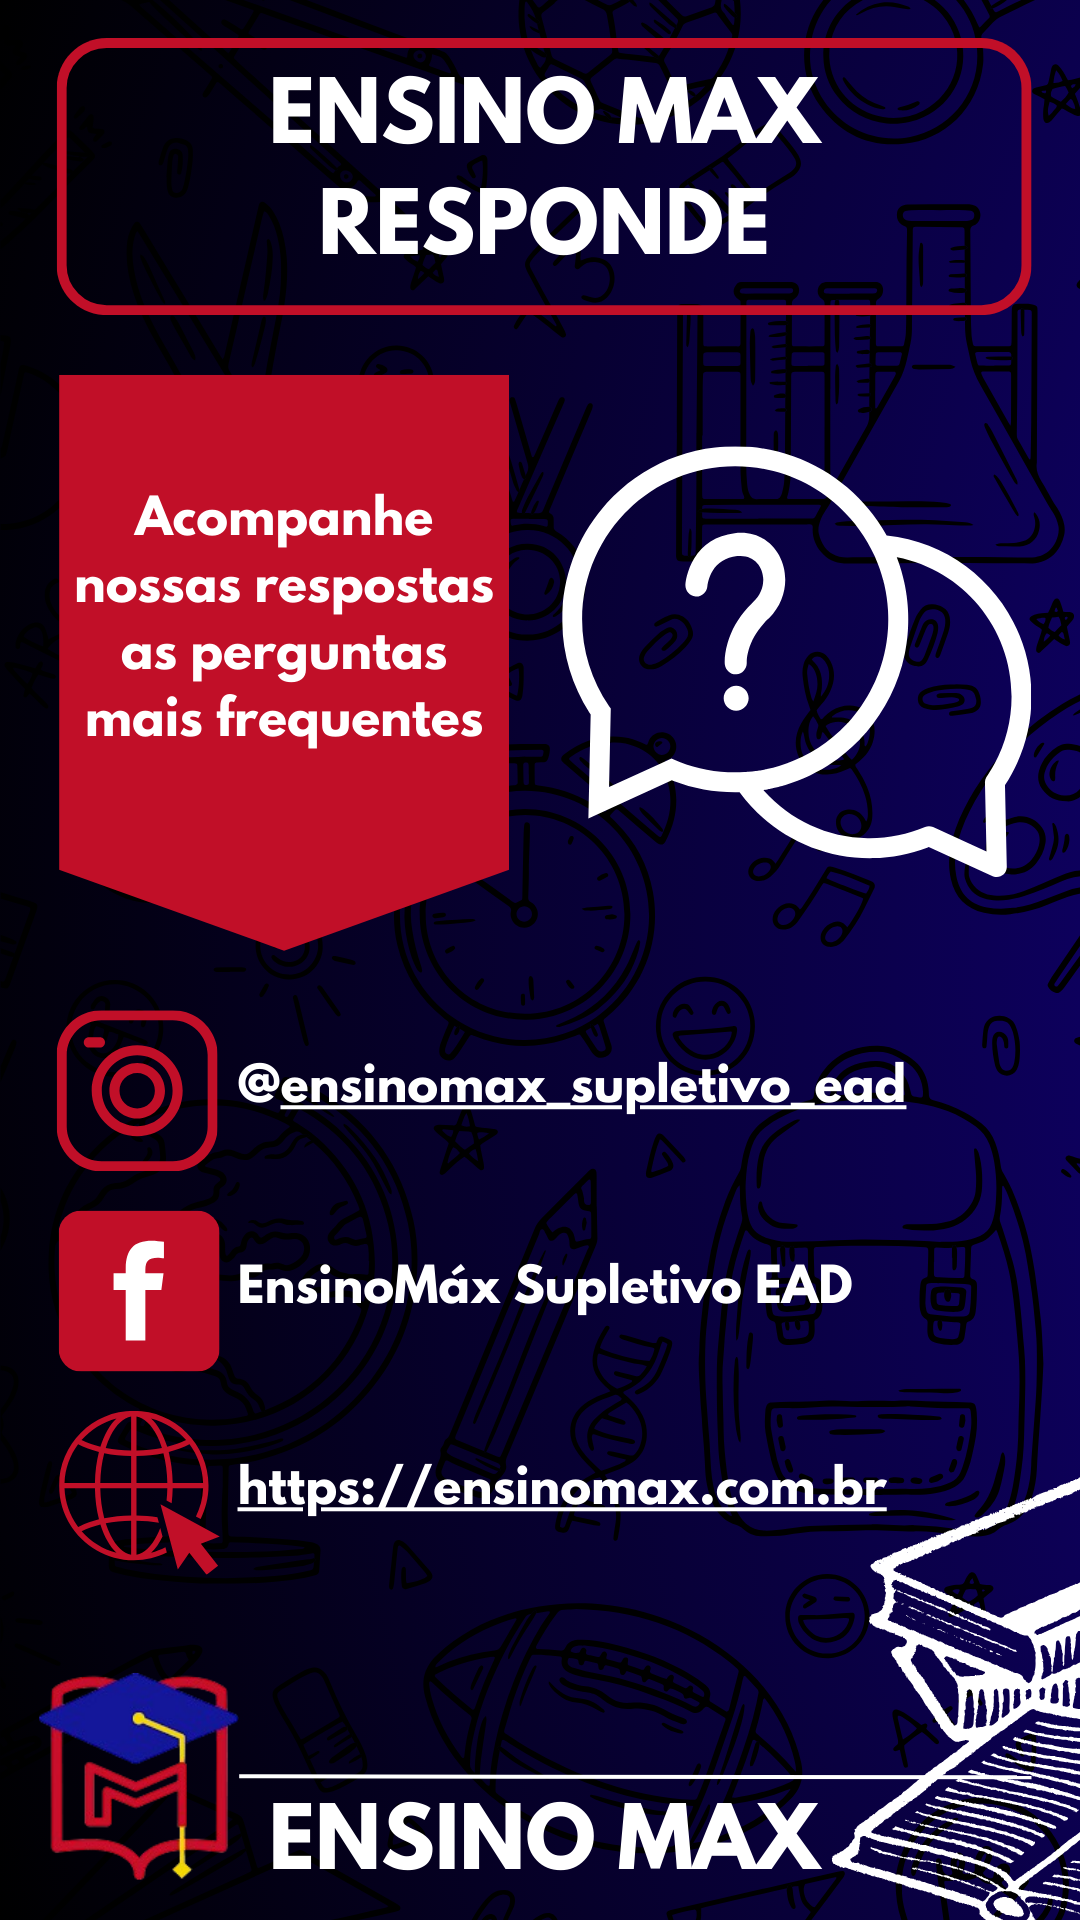 ENSINO MAX
RESPONDE
Acompanhe
nossas respostas
as perguntas
mais frequentes
@ensinomax_supletivo_ead
EnsinoMáx Supletivo EAD
https://ensinomax.com.br
ENSINO MAX